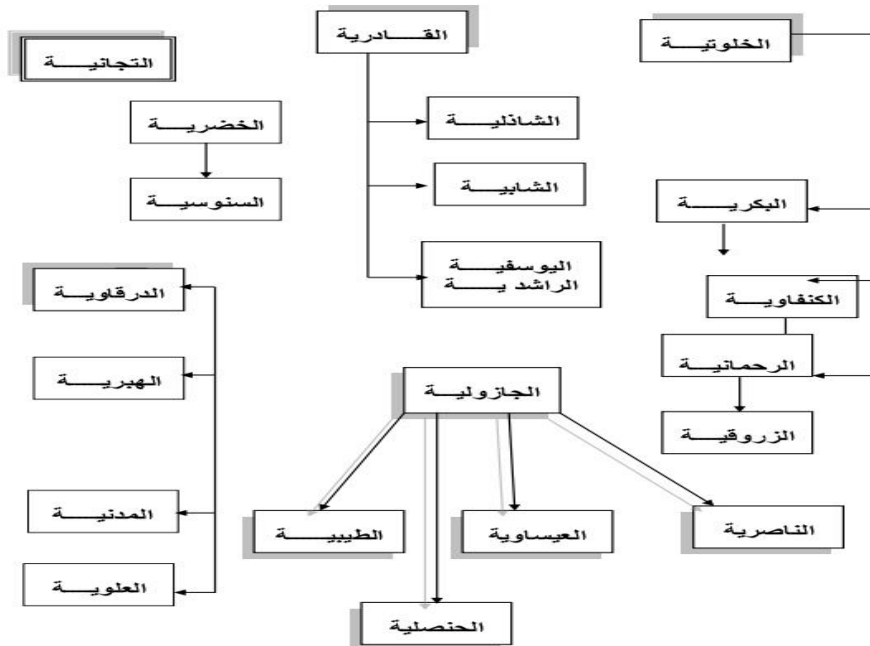 الخلوتية
القادرية
التجانية
الشاذلية
الخضرية
الشابية
السنوسية
البكرية
اليوسفية
الراشدية
الدرقاوية
الكنفاوية
الرحمانية
الهبرية
الجازولية
الزروقية
المدنية
الناصرية
العيساوية
الطيبية
العلوية
الحنصلية